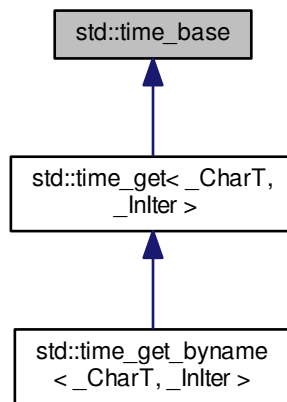 std::time_base
std::time_get< _CharT,
_InIter >
std::time_get_byname
< _CharT, _InIter >